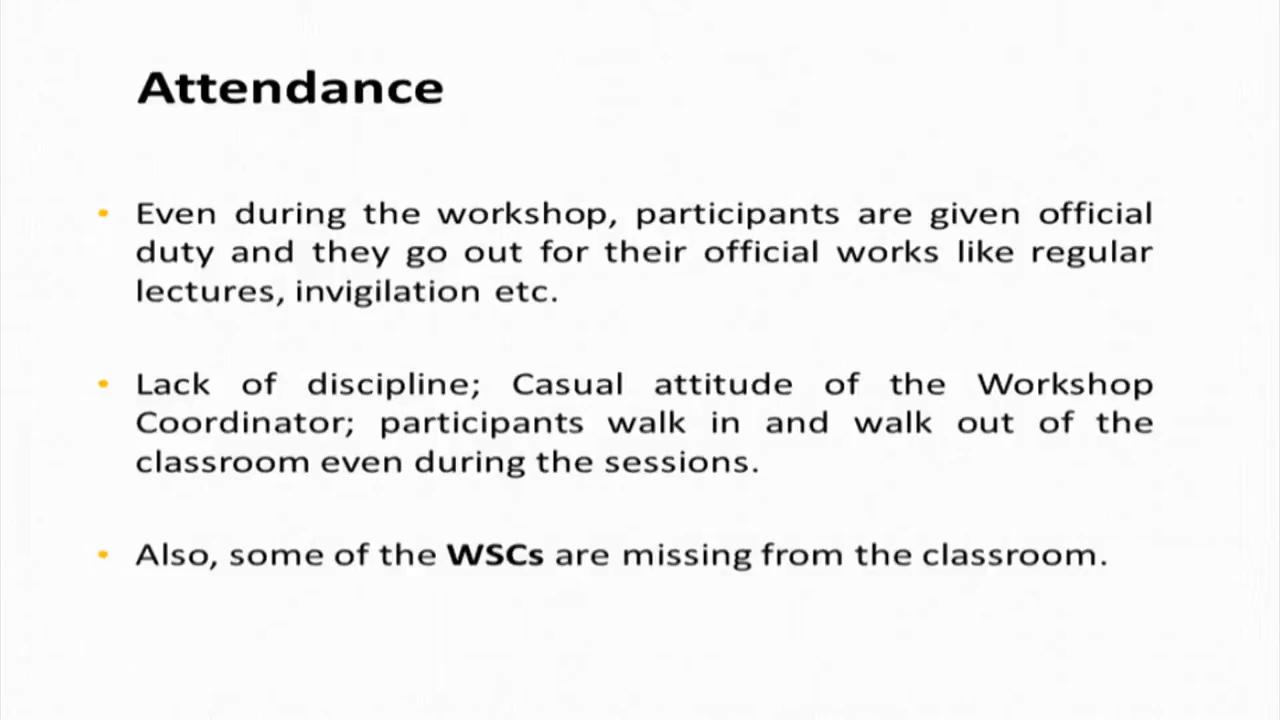 Attendance
• Even during the workshop, participants are given official
duty and they go out for their official works like regular
lectures, invigilation etc.
• Lack of discipline; Casual attitude of the Workshop
Coordinator; participants walk in and walk out of the
classroom even during the sessions.
• Also, some of the WSCs are missing from the classroom.